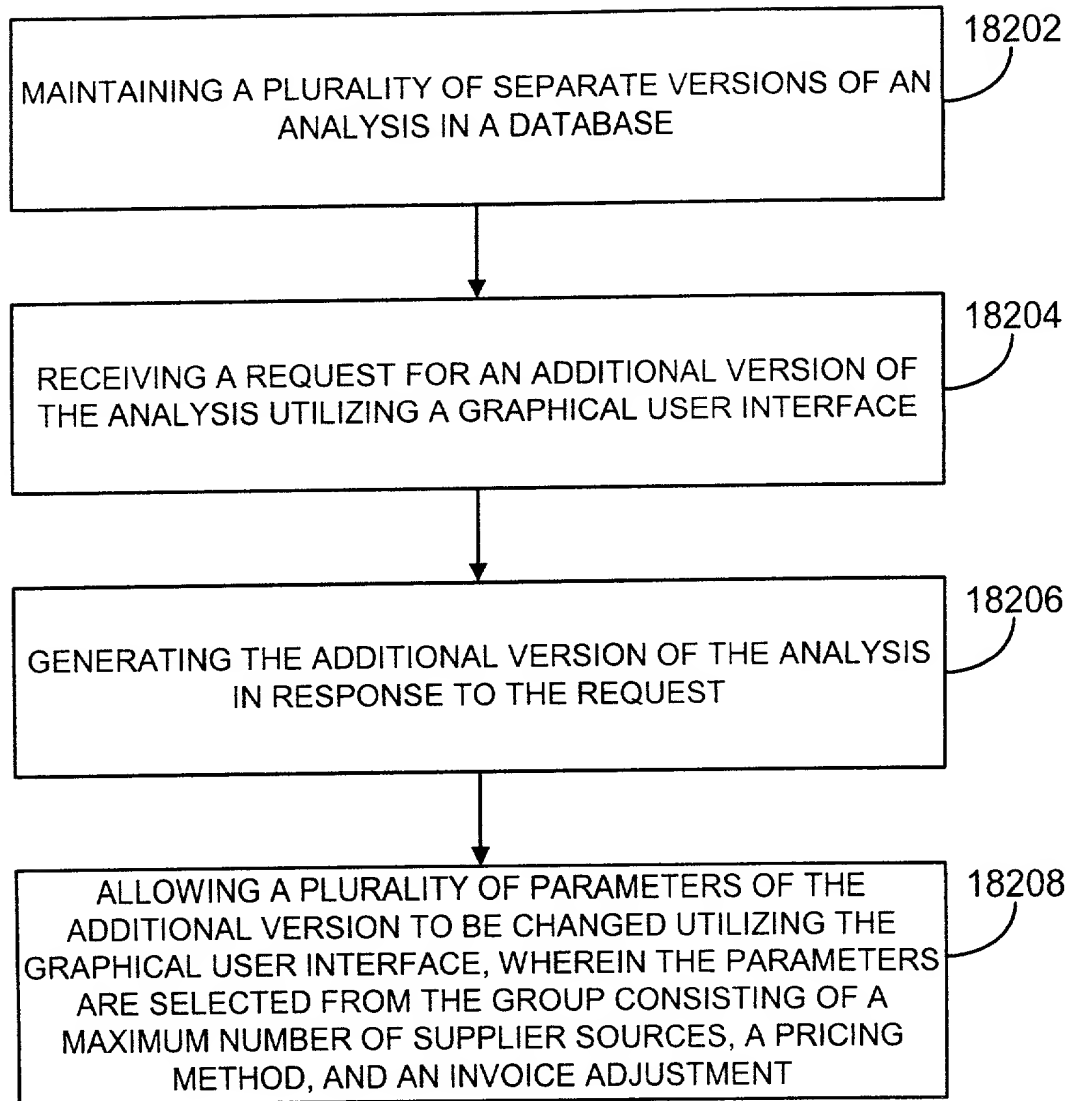 18202
MAINTAINING A PLURALITY OF SEPARATE VERSIONS OF AN
ANALYSIS IN A DATABASE
18204
RECEIVING A REQUEST FOR AN ADDITIONAL VERSION OF
THE ANALYSIS UTILIZING A GRAPHICAL USER INTERFACE
18206
GENERATING THE ADDITIONAL VERSION OF THE ANALYSIS
IN RESPONSE TO THE REQUEST
18208
ALLOWING A PLURALITY OF PARAMETERS OF THE
ADDITIONAL VERSION TO BE CHANGED UTILIZING THE
GRAPHICAL USER INTERFACE, WHEREIN THE PARAMETERS
ARE SELECTED FROM THE GROUP CONSISTING OF A
MAXIMUM NUMBER OF SUPPLIER SOURCES, A PRICING
METHOD, AND AN INVOICE ADJUSTMENT